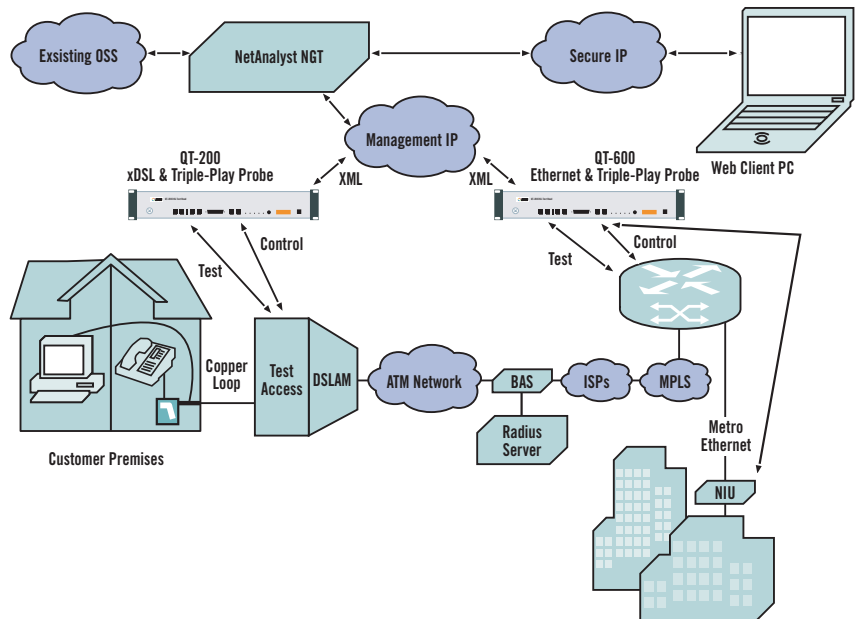 Exsisting OSS
NetAnalyst NGT
Secure IP
Management IP
Web Client PC
QT-200
xDSL & Triple-Play Probe
XML
XML
QT-600
Ethernet & Triple-Play Probe
Test
Control
Test
Control
Copper
Loop
Test
Access
DSLAM
ATM Network
BAS
ISPs
MPLS
Radius
Server
Metro
Ethernet
NIU
Customer Premises